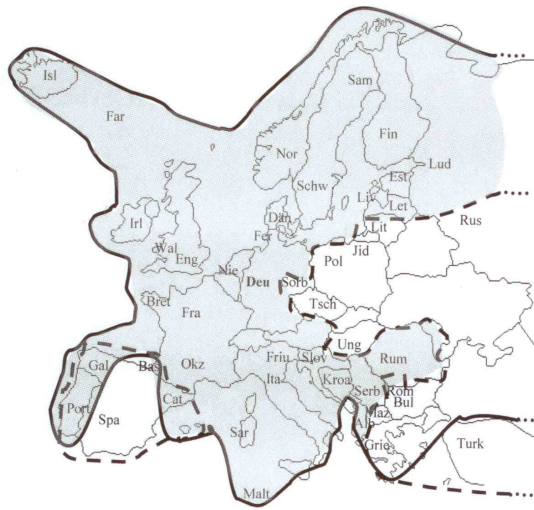 Isl
Sam
Far
Fin
Nor
Lud
Schw
Est
Liv
Let
Dän
Irl
Lit
Rus
Fer
Wal
Jid
Eng
Pol
Nie
Deu
Sorb
Bret
Tsch
Fra
Ung
Gal
Bas
Okz
Friu
Slov
Rum
Ita
Kroa
Cat
Port
Serb
Rom
Bul
Spa
Maz
Sar
Alb
Grie
Turk
Malt